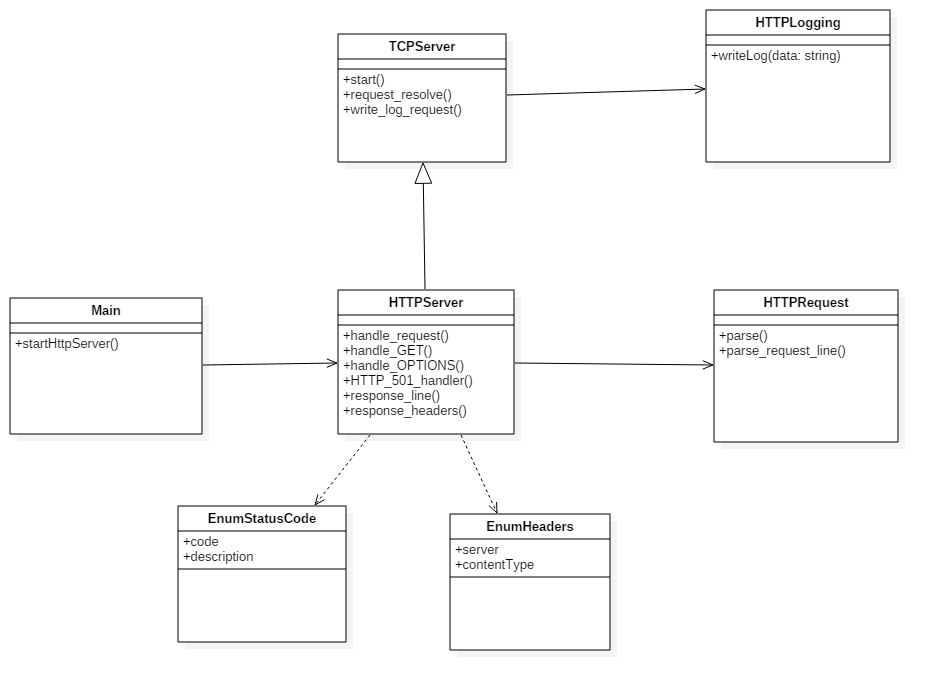 TCPServer
+start()
+request_resolve()
+write_log_request()
HTTPLogging
+writeLog(data: string)
Main
+startHttpServer()
HTTPServer
+handle_request()
+handle_GET()
+handle_OPTIONS()
+HTTP_501_handler()
+response_line()
+response_headers()
HTTPRequest
+parse()
+parse_request_line()
EnumStatusCode
+code
+description
EnumHeaders
+server
+contentType